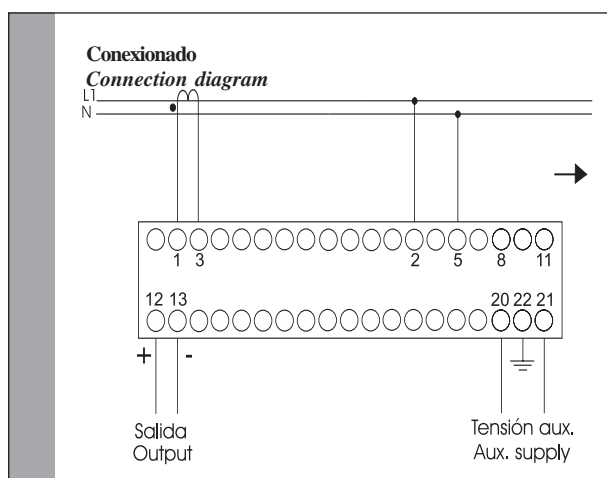 Conexionado
Connection diagram
L1
N
1 3 2 5 8 11
12 13 20 22 21
+ -
Salida
Output
Tensión aux.
Aux. supply